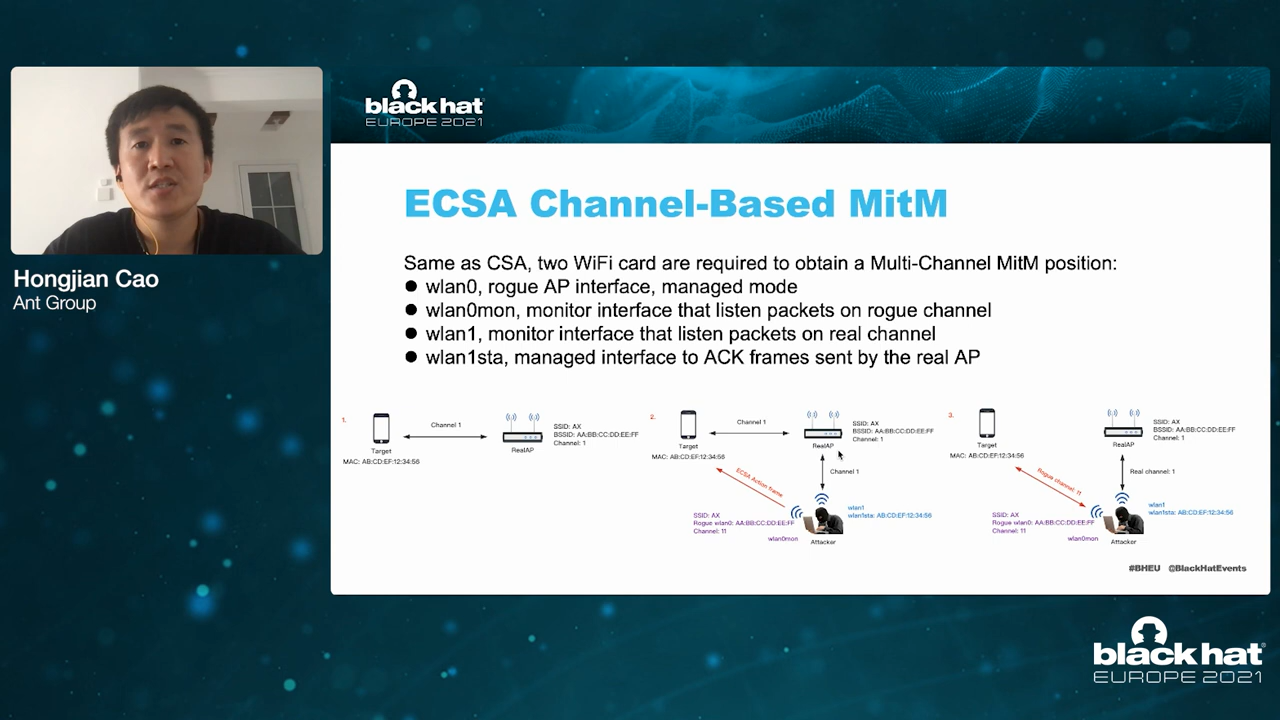 black hat
EUROPE 2021
Hongjian Cao
Ant Group
ECSA Channel-Based MitM
Same as CSA, two WiFi card are required to obtain a Multi-Channel MitM position:
● wlan0, rogue AP interface, managed mode
● wlan0mon, monitor interface that listen packets on rogue channel
● wlan1, monitor interface that listen packets on real channel
● wlan1sta, managed interface to ACK frames sent by the real AP
1.
Channel 1
Target
MAC: AB:CD:EF:12:34:56
RealAP
SSID: AX
BSSID: AA:BB:CC:DD:EE:FF
Channel: 1
2.
Channel 1
Target
MAC: AB:CD:EF:12:34:56
RealAP
SSID: AX
BSSID: AA:BB:CC:DD:EE:FF
Channel: 1
Channel 1
ECSA Action frame
SSID: AX
Rogue wlan0: AA:BB:CC:DD:EE:FF
Channel: 11
wlan0mon
wlan1
wlan1sta: AB:CD:EF:12:34:56
Attacker
3.
Target
MAC: AB:CD:EF:12:34:56
RealAP
SSID: AX
BSSID: AA:BB:CC:DD:EE:FF
Channel: 1
Real channel: 1
Rogue channel: 11
SSID: AX
Rogue wlan0: AA:BB:CC:DD:EE:FF
Channel: 11
wlan0mon
wlan1
wlan1sta: AB:CD:EF:12:34:56
Attacker
#BHEU @BlackHatEvents
black hat®
EUROPE 2021